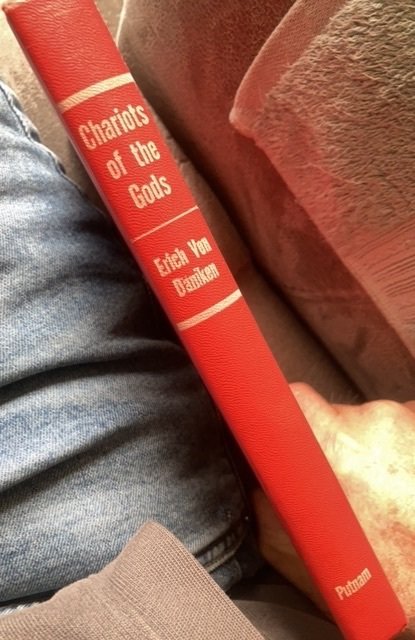 Chariots
of the
Gods
Erich Von
Däniken
Putnam